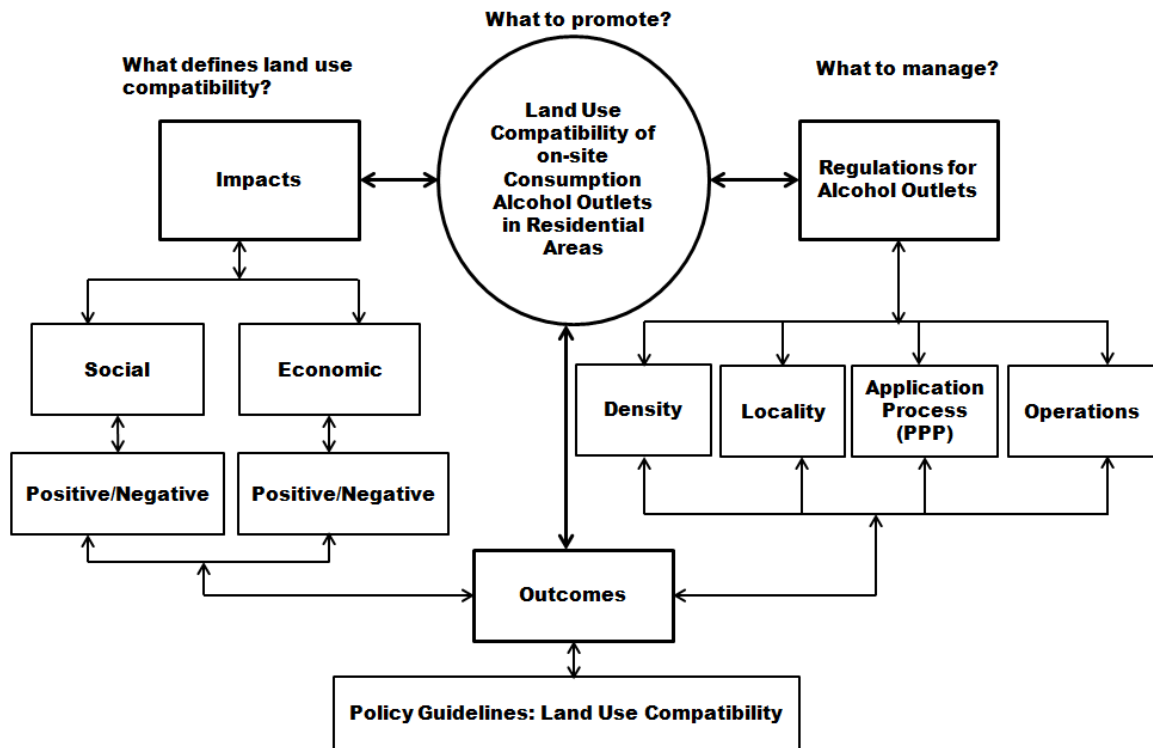 What to promote?
What defines land use
compatibility?
What to manage?
Land Use
Compatibility of
on-site
Consumption
Alcohol Outlets
in Residential
Areas
Impacts
Regulations for
Alcohol Outlets
Social
Economic
Density
Locality
Application
Process
(PPP)
Operations
Positive/Negative
Positive/Negative
Outcomes
Policy Guidelines: Land Use Compatibility